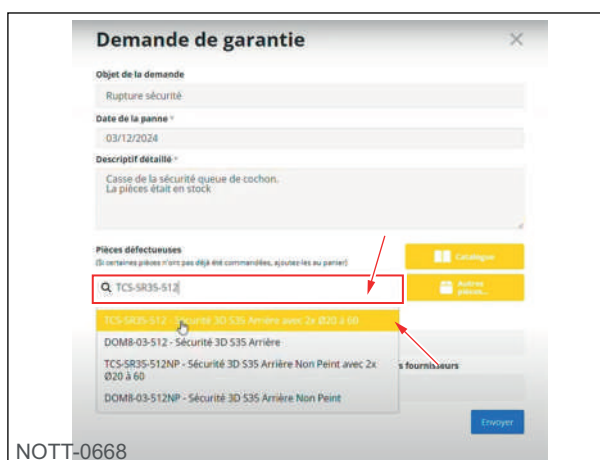 Demande de garantie
Objet de la demande
Rupture sécurité
Date de la panne *
03/12/2024
Descriptif détaillé *
Casse de la sécurité queue de cochon.
La pièces était en stock
Pièces défectueuses
(Si certaines pièces n'ont pas déjà été commandées, ajoutez-les au panier)
Catalogue
TCS-SR35-512
Autres
pièces...
TCS-SR35-512 - Sécurité 3D S35 Arrière avec 2x Ø20 à 60
DOM8-03-512 - Sécurité 3D S35 Arrière
TCS-SR35-512NP - Sécurité 3D S35 Arrière Non Peint avec 2x
Ø20 à 60
s fournisseurs
DOM8-03-512NP - Sécurité 3D S35 Arrière Non Peint
Envoyer
NOTT-0668